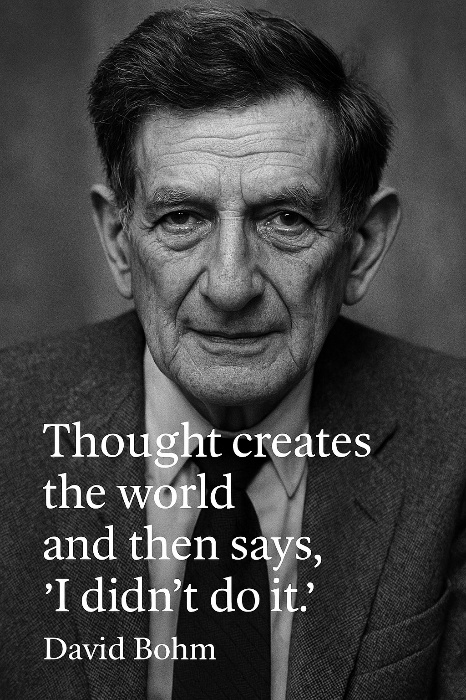 Thought creates
the world
and then says,
’I didn’t do it.’
David Bohm